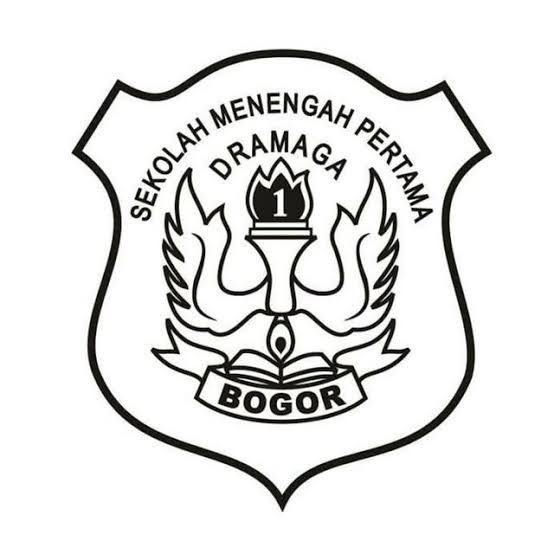 SEKOLAH MENENGAH PERTAMA
DRAMAGA
1
BOGOR